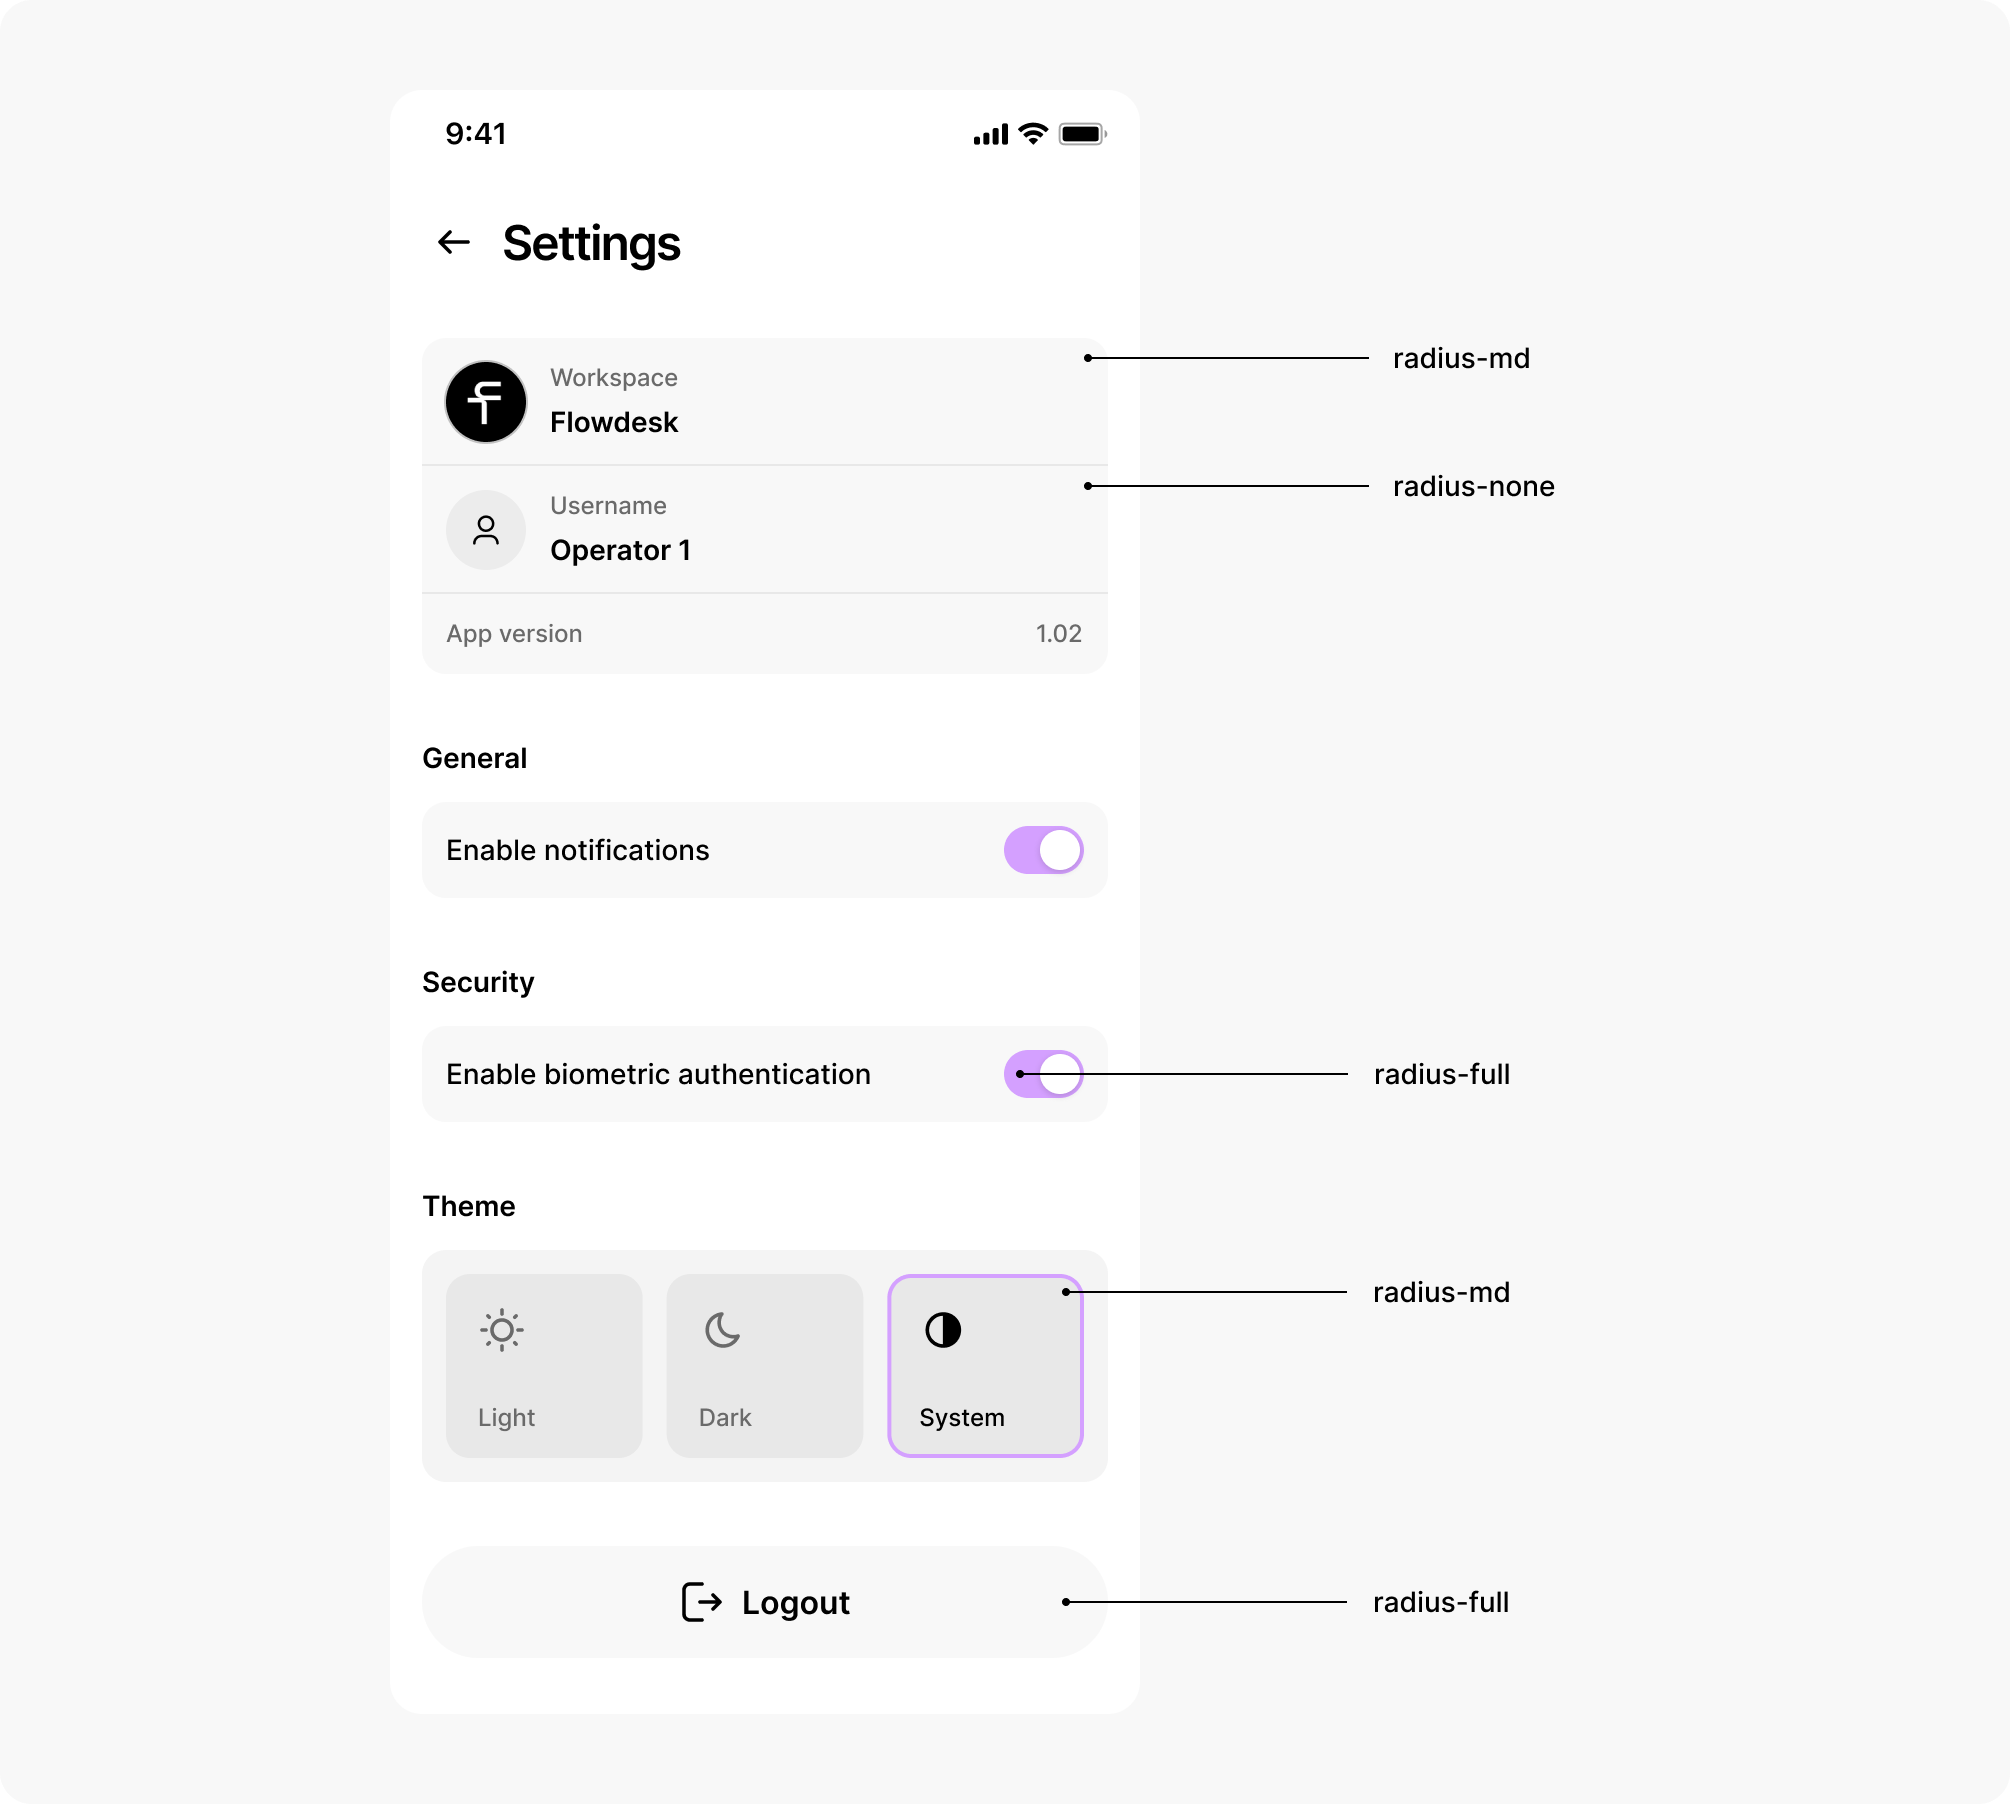 9:41
Settings
Workspace
Flowdesk
radius-md
Username
Operator 1
radius-none
App version 1.02
General
Enable notifications
Security
Enable biometric authentication
radius-full
Theme
radius-md
Light Dark System
Logout
radius-full